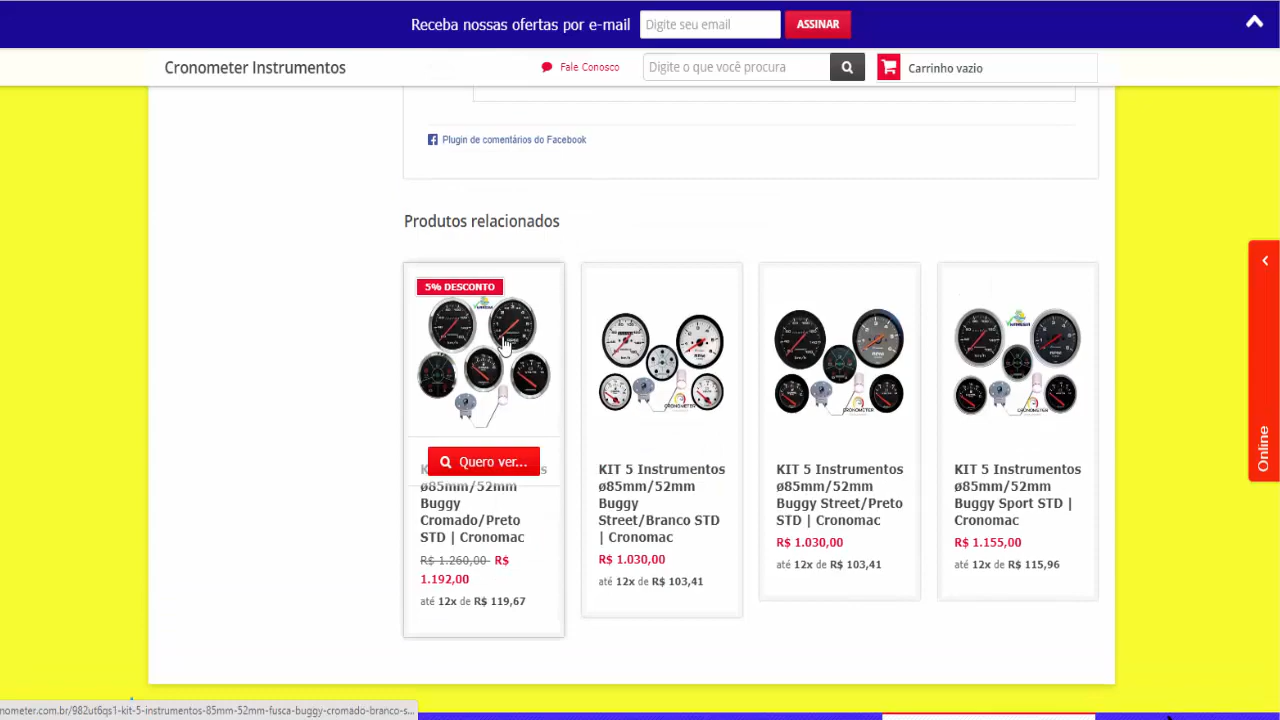 Receba nossas ofertas por e-mail
Digite seu email
ASSINAR
Cronometer Instrumentos
Fale Conosco
Digite o que você procura
Carrinho vazio
Plugin de comentários do Facebook
Produtos relacionados
5% DESCONTO
Quero ver...
ø85mm/52mm
Buggy
Cromado/Preto
STD | Cronomac
R$ 1.260,00 R$
1.192,00
até 12x de R$ 119,67
KIT 5 Instrumentos
ø85mm/52mm
Buggy
Street/Branco STD
| Cronomac
R$ 1.030,00
até 12x de R$ 103,41
CRONOMETER
KIT 5 Instrumentos
ø85mm/52mm
Buggy Street/Preto
STD | Cronomac
R$ 1.030,00
até 12x de R$ 103,41
CRONOMETER
KIT 5 Instrumentos
ø85mm/52mm
Buggy Sport STD |
Cronomac
R$ 1.155,00
até 12x de R$ 115,96
Online
nometer.com.br/982ut6qs1-kit-5-instrumentos-85mm-52mm-fusca-buggy-cromado-branco-s...